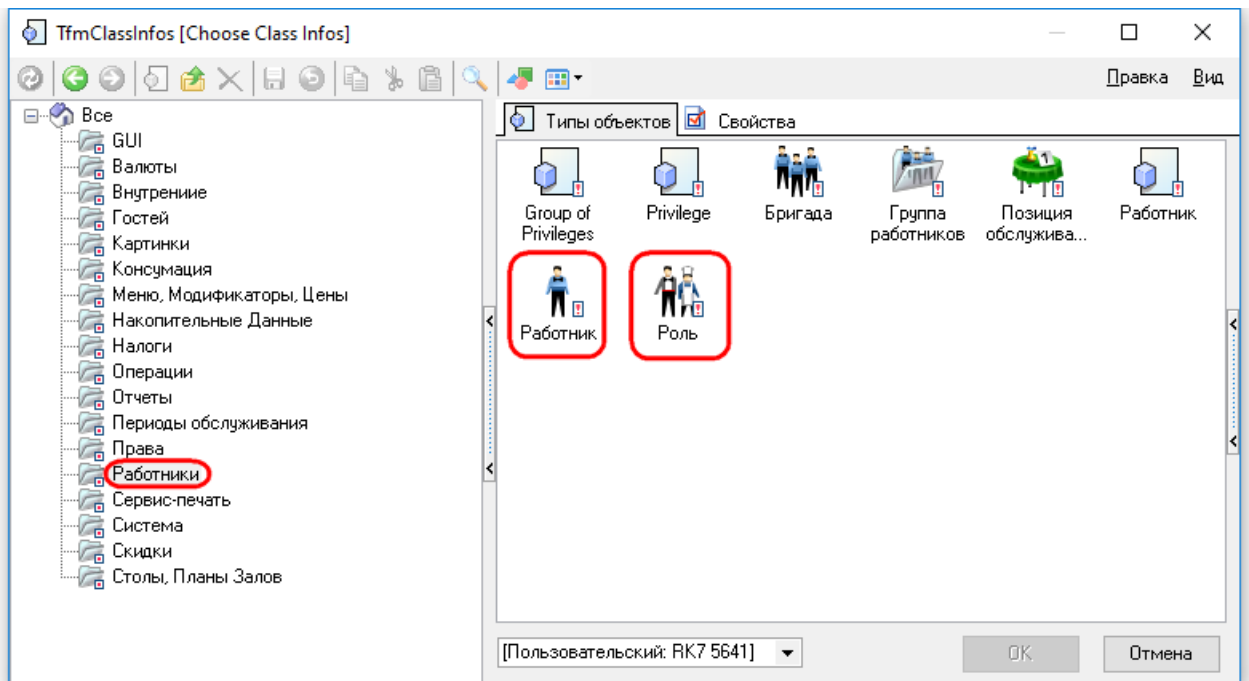 TfmClassInfos [Choose Class Infos]
Правка Вид
Все
GUI
Валюты
Внутренние
Гостей
Картинки
Консумация
Меню, Модификаторы, Цены
Накопительные Данные
Налоги
Операции
Отчеты
Периоды обслуживания
Права
Работники
Сервис-печать
Система
Скидки
Столы, Планы Залов
Типы объектов Свойства
Group of
Privileges
Privilege
Бригада
Группа
работников
Позиция
обслужива...
Работник
Работник
Роль
[Пользовательский: RK7 5641]
OK
Отмена